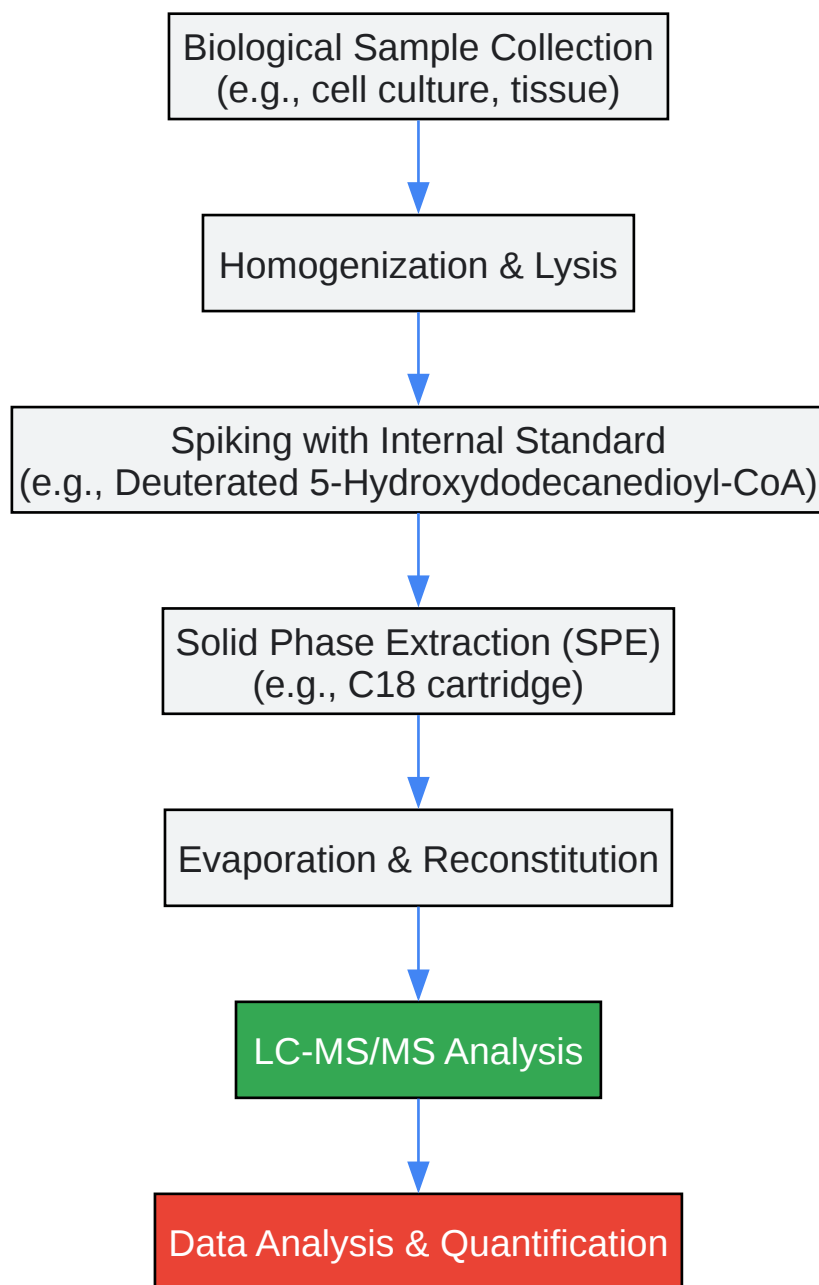 Biological Sample Collection
(e.g., cell culture, tissue)
Homogenization & Lysis
Spiking with Internal Standard
(e.g., Deuterated 5-Hydroxydodecanedioyl-CoA)
Solid Phase Extraction (SPE)
(e.g., C18 cartridge)
Evaporation & Reconstitution
LC-MS/MS Analysis
Data Analysis & Quantification